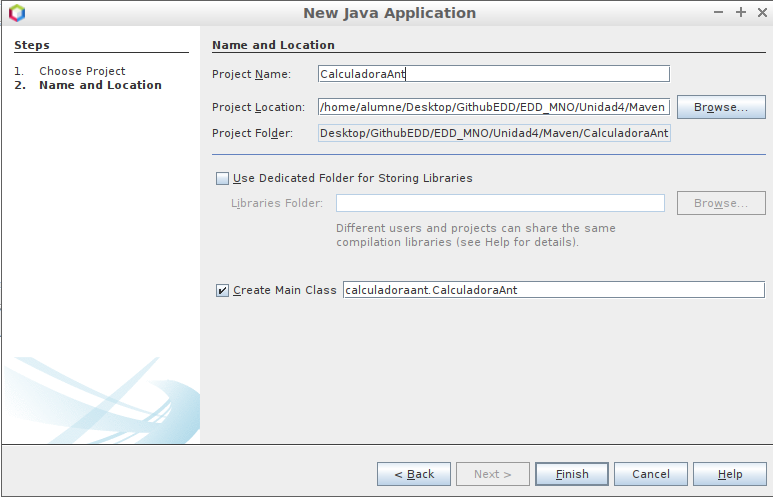 New Java Application
Steps
1. Choose Project
2. Name and Location
Name and Location
Project Name: CalculadoraAnt
Project Location: /home/alumne/Desktop/GithubEDD/EDD_MNO/Unidad4/Maven Browse...
Project Folder: Desktop/GithubEDD/EDD_MNO/Unidad4/Maven/CalculadoraAnt
Use Dedicated Folder for Storing Libraries
Libraries Folder: Browse...
Different users and projects can share the same
compilation libraries (see Help for details).
Create Main Class calculadoraant.CalculadoraAnt
< Back Next > Finish Cancel Help